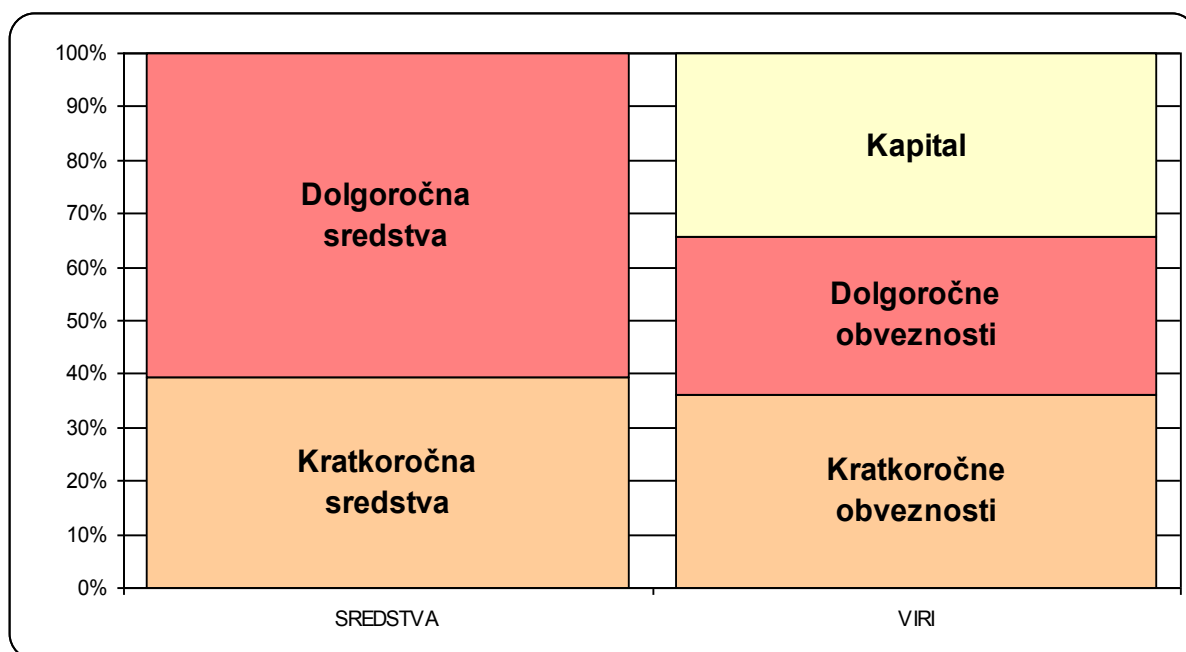 100%
90%
80%
70%
60%
50%
40%
30%
20%
10%
0%
Dolgoročna
sredstva
Kratkoročna
sredstva
Kapital
Dolgoročne
obveznosti
Kratkoročne
obveznosti
SREDSTVA
VIRI